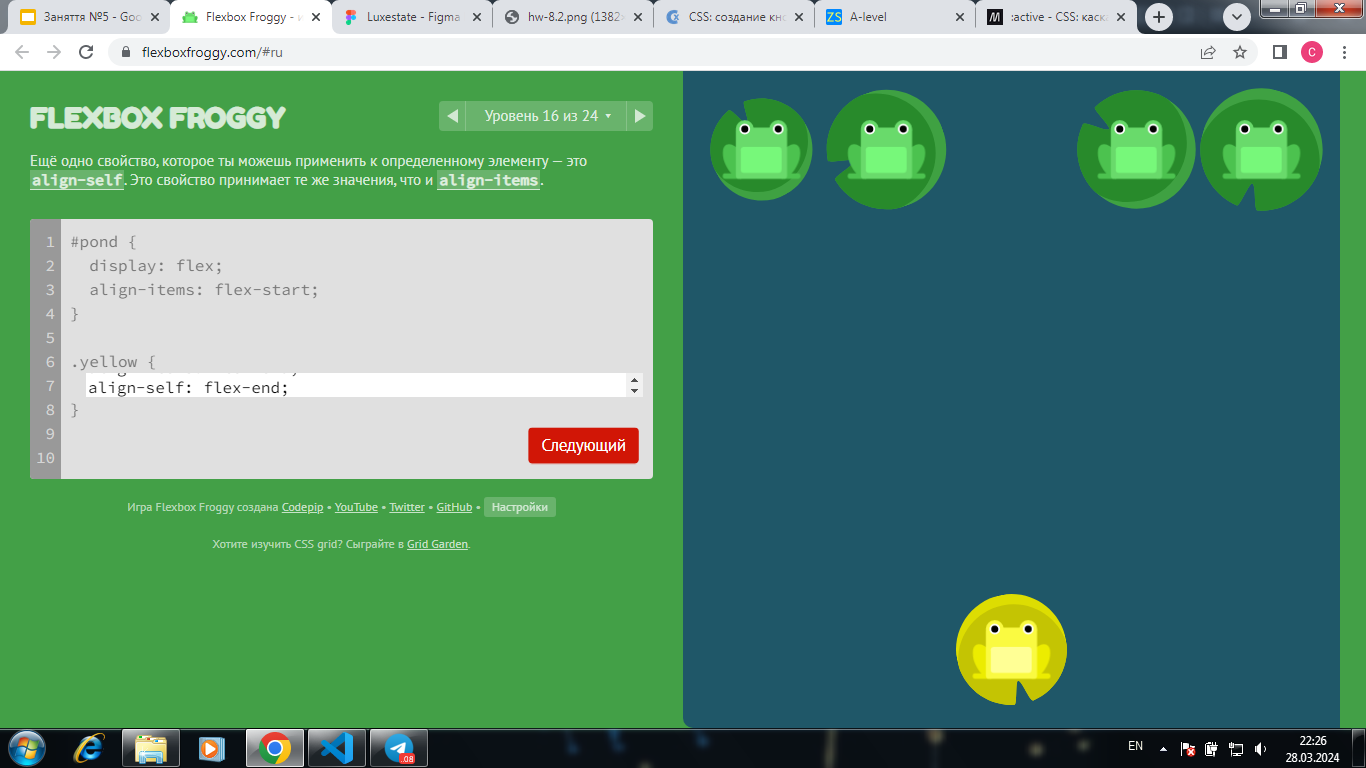 Заняття №5 - Goo
Flexbox Froggy - и
Luxestate - Figma
hw-8.2.png (1382
CSS: создание кно
ZS
A-level
:active - CSS: каска
flexboxfroggy.com/#ru
C
FLEXBOX FROGGY
Уровень 16 из 24
Ещё одно свойство, которое ты можешь применить к определенному элементу — это
align-self. Это свойство принимает те же значения, что и align-items.
1 #pond {
2 display: flex;
3 align-items: flex-start;
4 }
5
6 .yellow {
7 align-self: flex-end;
8 }
9
10
Следующий
Игра Flexbox Froggy создана Codepip • YouTube • Twitter • GitHub • Настройки
Хотите изучить CSS grid? Сыграйте в Grid Garden.
.08
EN
22:26
28.03.2024